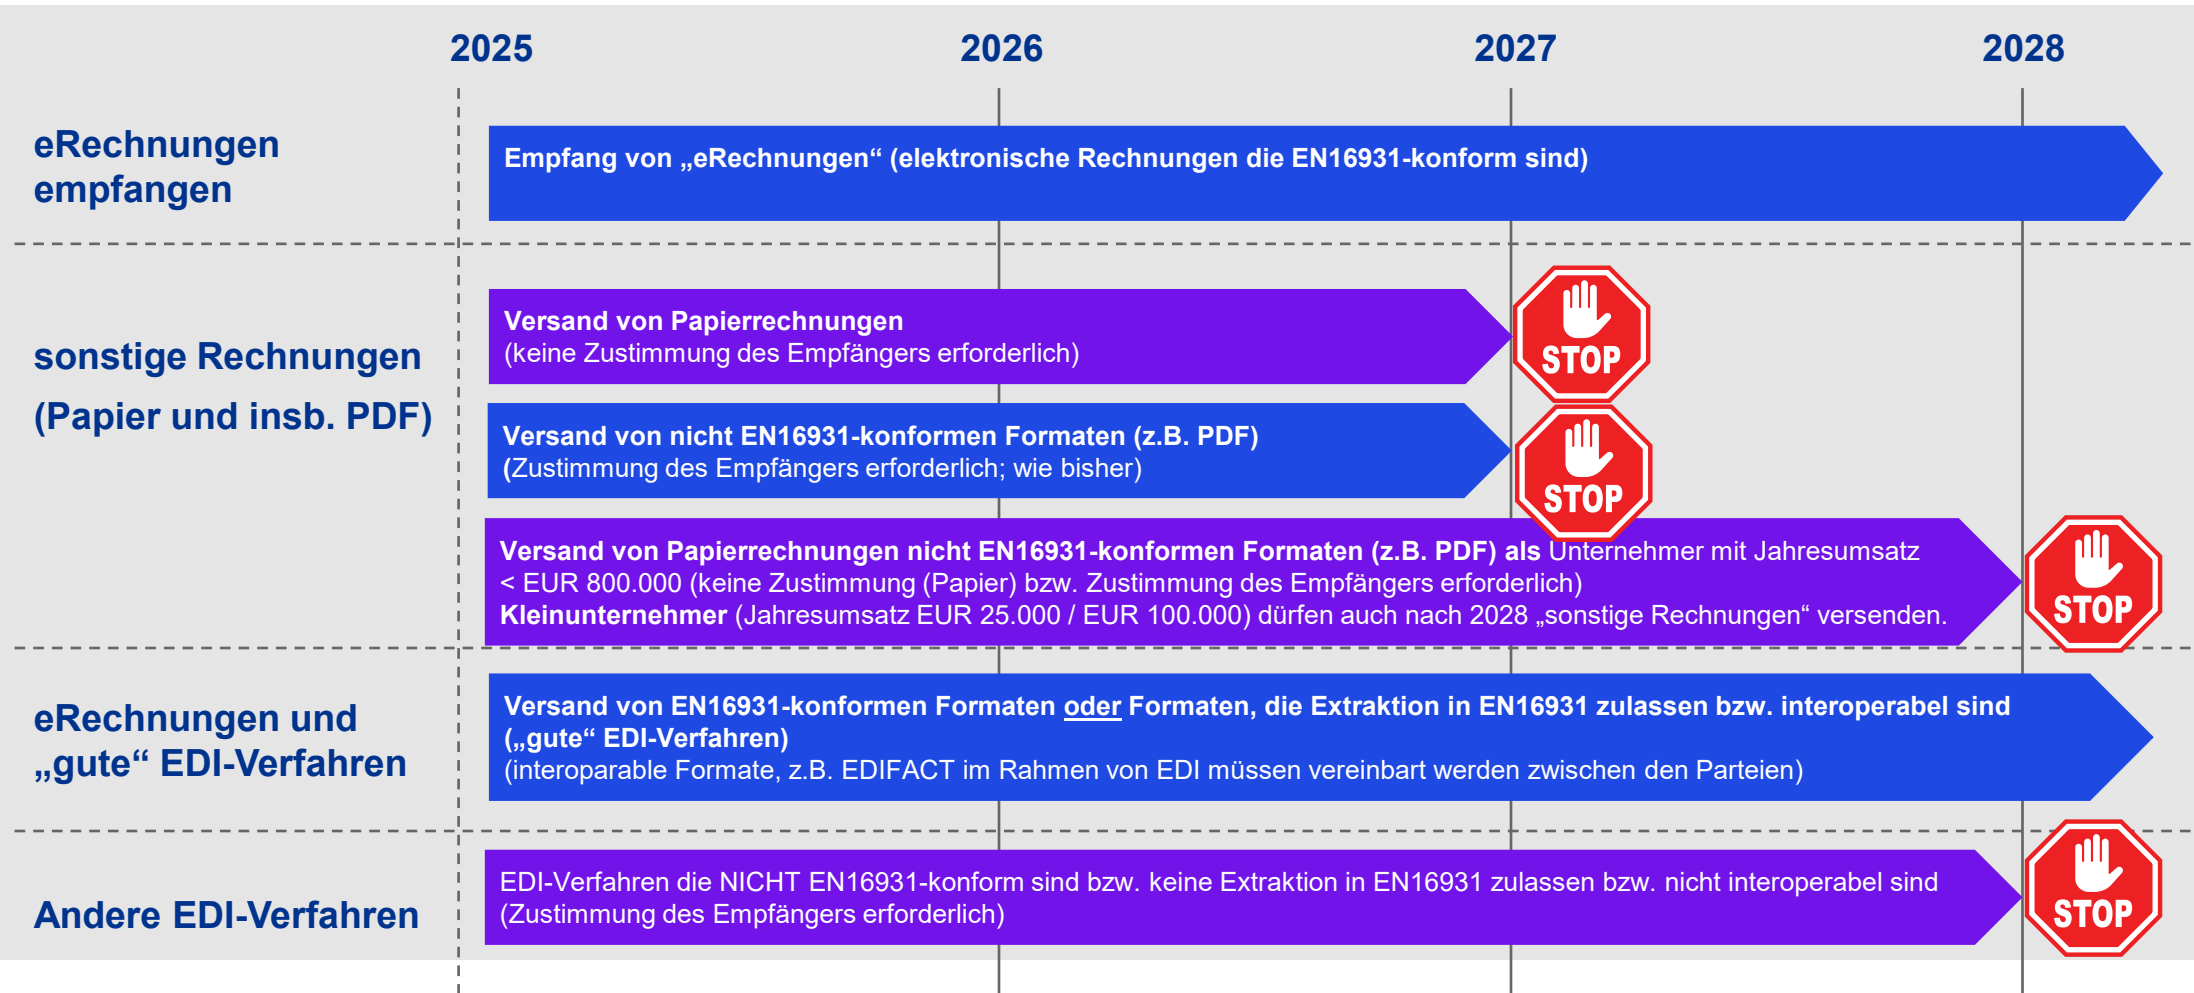 2025
2026
2027
2028
eRechnungen
empfangen
Empfang von „eRechnungen“ (elektronische Rechnungen die EN16931-konform sind)
sonstige Rechnungen
(Papier und insb. PDF)
Versand von Papierrechnungen
(keine Zustimmung des Empfängers erforderlich)
STOP
Versand von nicht EN16931-konformen Formaten (z.B. PDF)
(Zustimmung des Empfängers erforderlich; wie bisher)
STOP
Versand von Papierrechnungen nicht EN16931-konformen Formaten (z.B. PDF) als Unternehmer mit Jahresumsatz
< EUR 800.000 (keine Zustimmung (Papier) bzw. Zustimmung des Empfängers erforderlich)
Kleinunternehmer (Jahresumsatz EUR 25.000 / EUR 100.000) dürfen auch nach 2028 „sonstige Rechnungen“ versenden.
STOP
eRechnungen und
„gute“ EDI-Verfahren
Versand von EN16931-konformen Formaten oder Formaten, die Extraktion in EN16931 zulassen bzw. interoperabel sind
(„gute“ EDI-Verfahren)
(interoparable Formate, z.B. EDIFACT im Rahmen von EDI müssen vereinbart werden zwischen den Parteien)
Andere EDI-Verfahren
EDI-Verfahren die NICHT EN16931-konform sind bzw. keine Extraktion in EN16931 zulassen bzw. nicht interoperabel sind
(Zustimmung des Empfängers erforderlich)
STOP